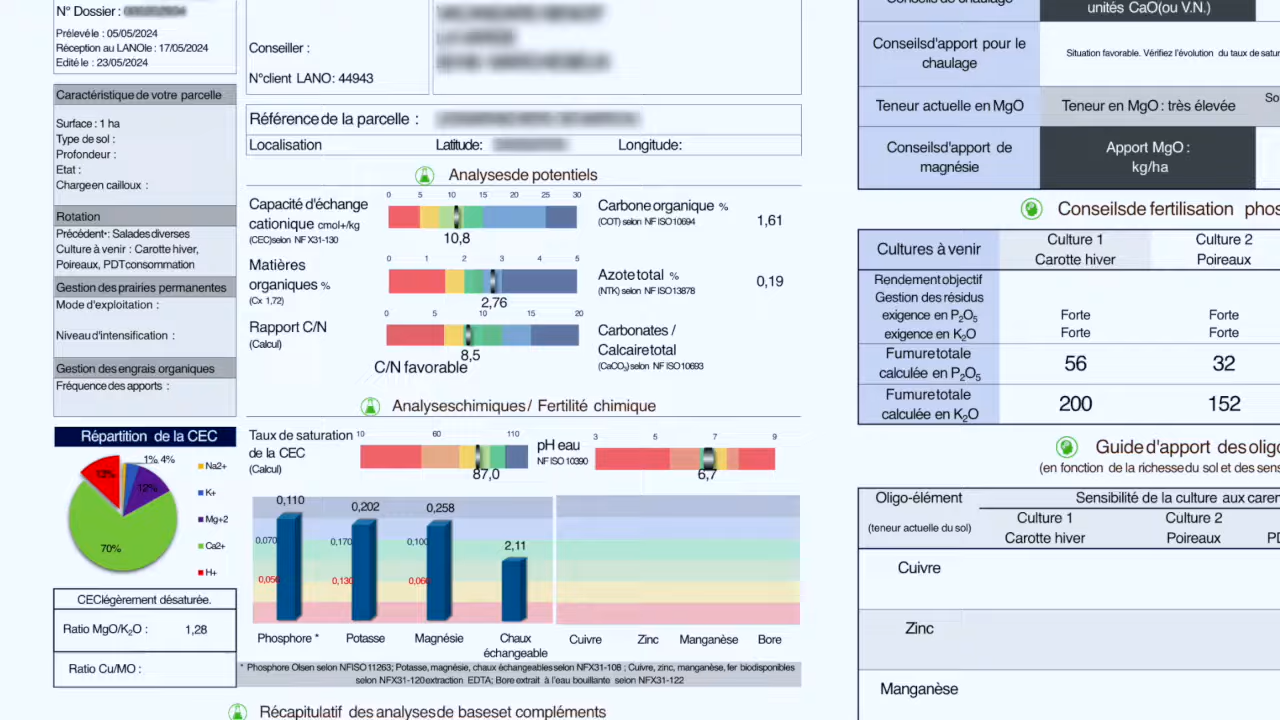 N° Dossier :
Prélevé le : 05/05/2024
Réception au LANO le : 17/05/2024
Edité le : 23/05/2024
Conseiller :
N°client LANO: 44943
Caractéristique de votre parcelle
Surface : 1 ha
Type de sol :
Profondeur :
Etat :
Charge en cailloux :
Rotation
Précédent* : Salades diverses
Culture à venir : Carotte hiver,
Poireaux, PDT consommation
Gestion des prairies permanentes
Mode d'exploitation :
Niveau d'intensification :
Gestion des engrais organiques
Fréquence des apports :
Répartition de la CEC
1% 4%
13%
12%
70%
Na2+
K+
Mg+2
Ca2+
H+
CEC légèrement désaturée.
Ratio MgO/K2O : 1,28
Ratio Cu/MO :
Référence de la parcelle :
Localisation Latitude: Longitude:
Analyses de potentiels
0 5 10 15 20 25 30
Capacité d'échange
cationique cmol+/kg
(CEC) selon NF X31-130
10,8
Carbone organique %
(COT) selon NF ISO10694
1,61
0 1 2 3 4 5
Matières
organiques %
(Cx 1,72)
2,76
Azote total %
(NTK) selon NF ISO13878
0,19
0 5 10 15 20
Rapport C/N
(Calcul)
8,5
C/N favorable
Carbonates /
Calcaire total
(CaCO3) selon NF ISO10693
Analyses chimiques / Fertilité chimique
Taux de saturation
de la CEC
(Calcul)
10 60 110
87,0
pH eau
NF ISO 10390
3 5 7 9
6,7
0,110 0,202 0,258 2,11
0,070 0,170 0,100
0,050 0,130 0,060
Phosphore * Potasse Magnésie Chaux
échangeable
Cuivre Zinc Manganèse Bore
* Phosphore Olsen selon NFISO11263; Potasse, magnésie, chaux échangeables selon NFX31-108 ; Cuivre, zinc, manganèse, fer biodisponibles
selon NFX31-120 extraction EDTA; Bore extrait à l'eau bouillante selon NFX31-122
Récapitulatif des analyses de base et compléments
unités CaO(ou V.N.)
Conseils d'apport pour le
chaulage
Situation favorable. Vérifiez l'évolution du taux de satur
Teneur actuelle en MgO Teneur en MgO : très élevée So
Conseils d'apport de
magnésie
Apport MgO :
kg/ha
Conseils de fertilisation phos
Cultures à venir
Culture 1 Culture 2
Carotte hiver Poireaux
Rendement objectif
Gestion des résidus
exigence en P2O5 Forte Forte
exigence en K2O Forte Forte
Fumure totale
calculée en P2O5
56 32
Fumure totale
calculée en K2O
200 152
Guide d'apport des oligo
(en fonction de la richesse du sol et des sens
Oligo-élément
(teneur actuelle du sol)
Sensibilité de la culture aux caren
Culture 1 Culture 2
Carotte hiver Poireaux PD
Cuivre
Zinc
Manganèse